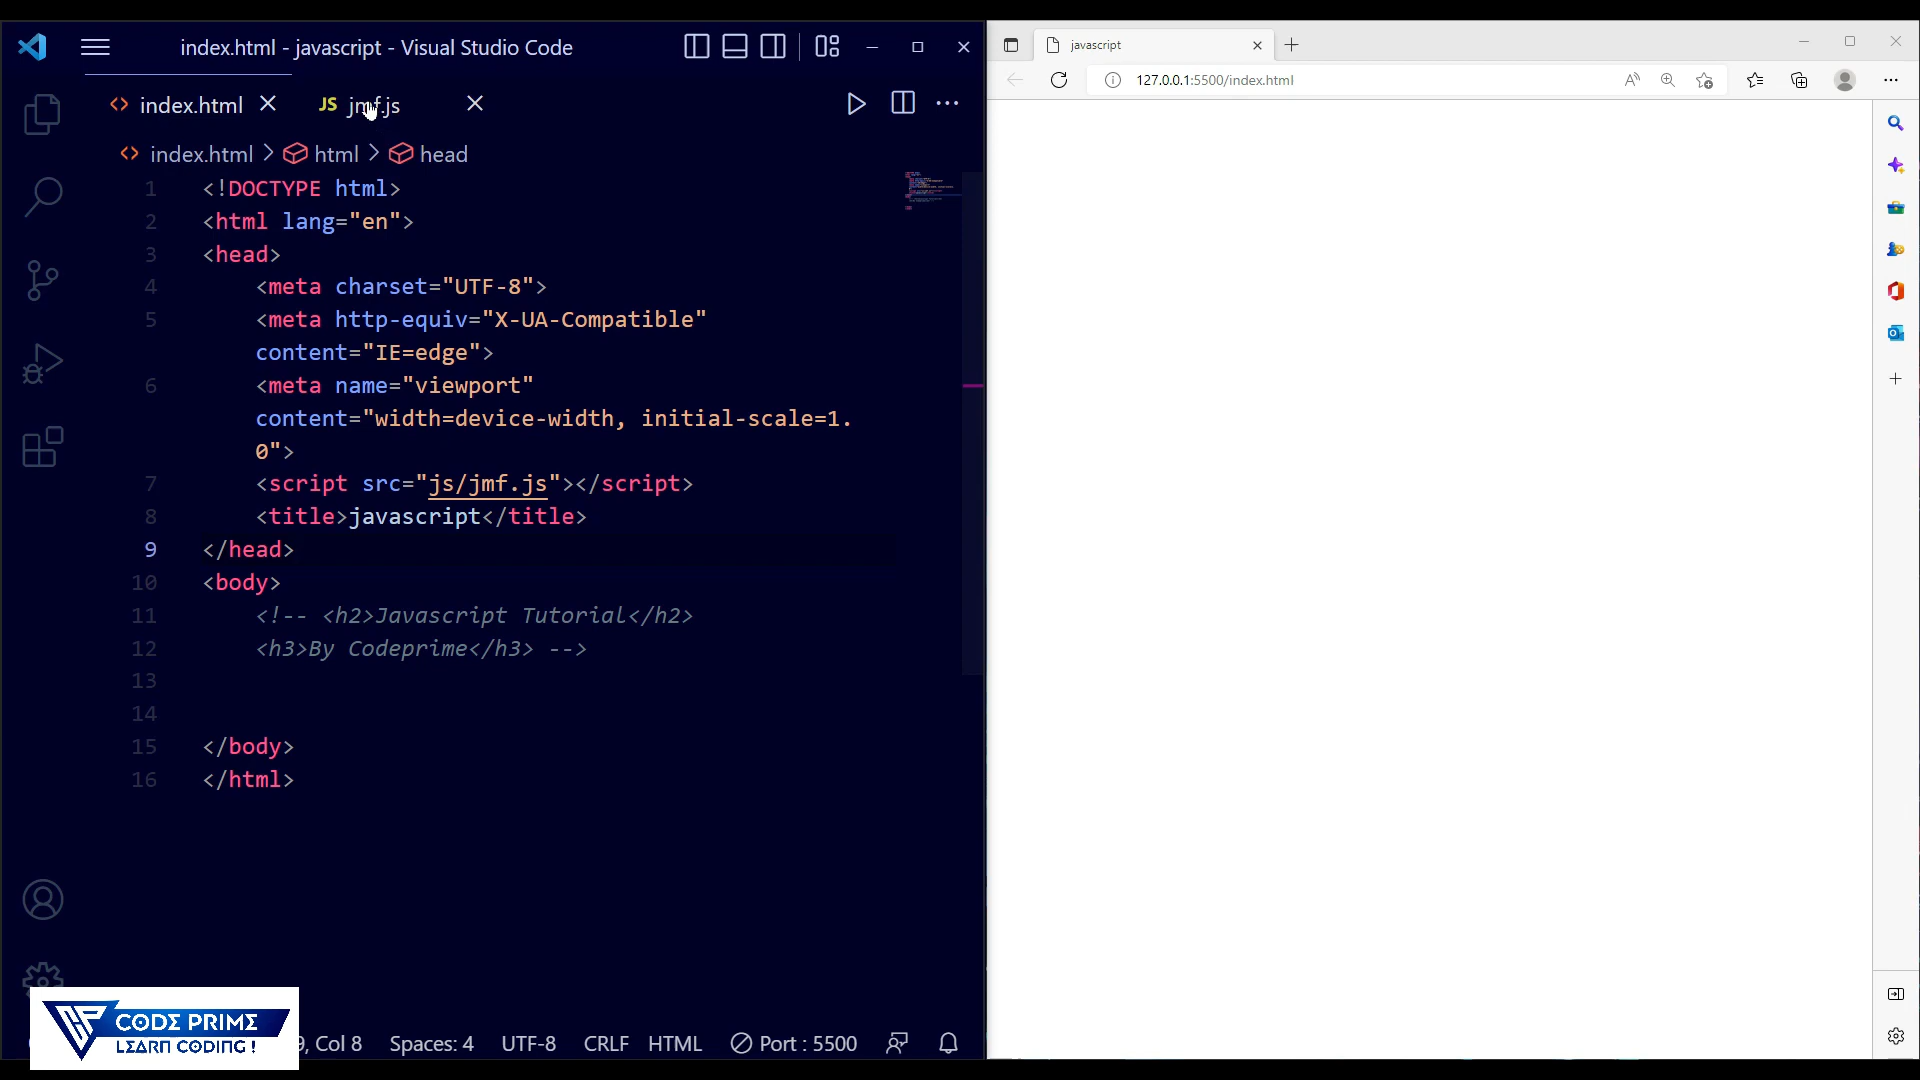 index.html - javascript - Visual Studio Code
index.html
JS jmf.js
index.html > html > head
1 <!DOCTYPE html>
2 <html lang="en">
3 <head>
4 <meta charset="UTF-8">
5 <meta http-equiv="X-UA-Compatible"
content="IE=edge">
6 <meta name="viewport"
content="width=device-width, initial-scale=1.
0">
7 <script src="js/jmf.js"></script>
8 <title>javascript</title>
9 </head>
10 <body>
11 <!-- <h2>Javascript Tutorial</h2>
12 <h3>By Codeprime</h3> -->
13
14
15 </body>
16 </html>
CODE PRIME
LEARN CODING !
9, Col 8 Spaces: 4 UTF-8 CRLF HTML Port : 5500
javascript
127.0.0.1:5500/index.html